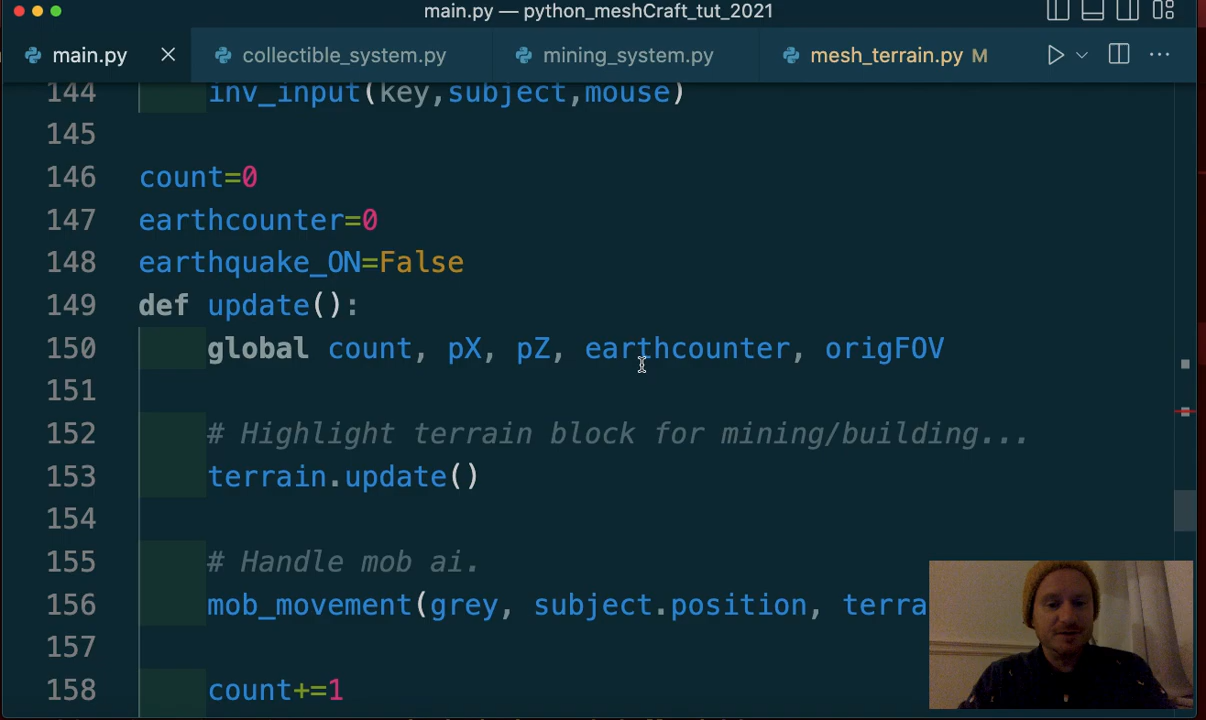 main.py — python_meshCraft_tut_2021
main.py collectible_system.py mining_system.py mesh_terrain.py M
144 inv_input(key,subject,mouse)
145
146 count=0
147 earthcounter=0
148 earthquake_ON=False
149 def update():
150 global count, pX, pZ, earthcounter, origFOV
151
152 # Highlight terrain block for mining/building...
153 terrain.update()
154
155 # Handle mob ai.
156 mob_movement(grey, subject.position, terra
157
158 count+=1